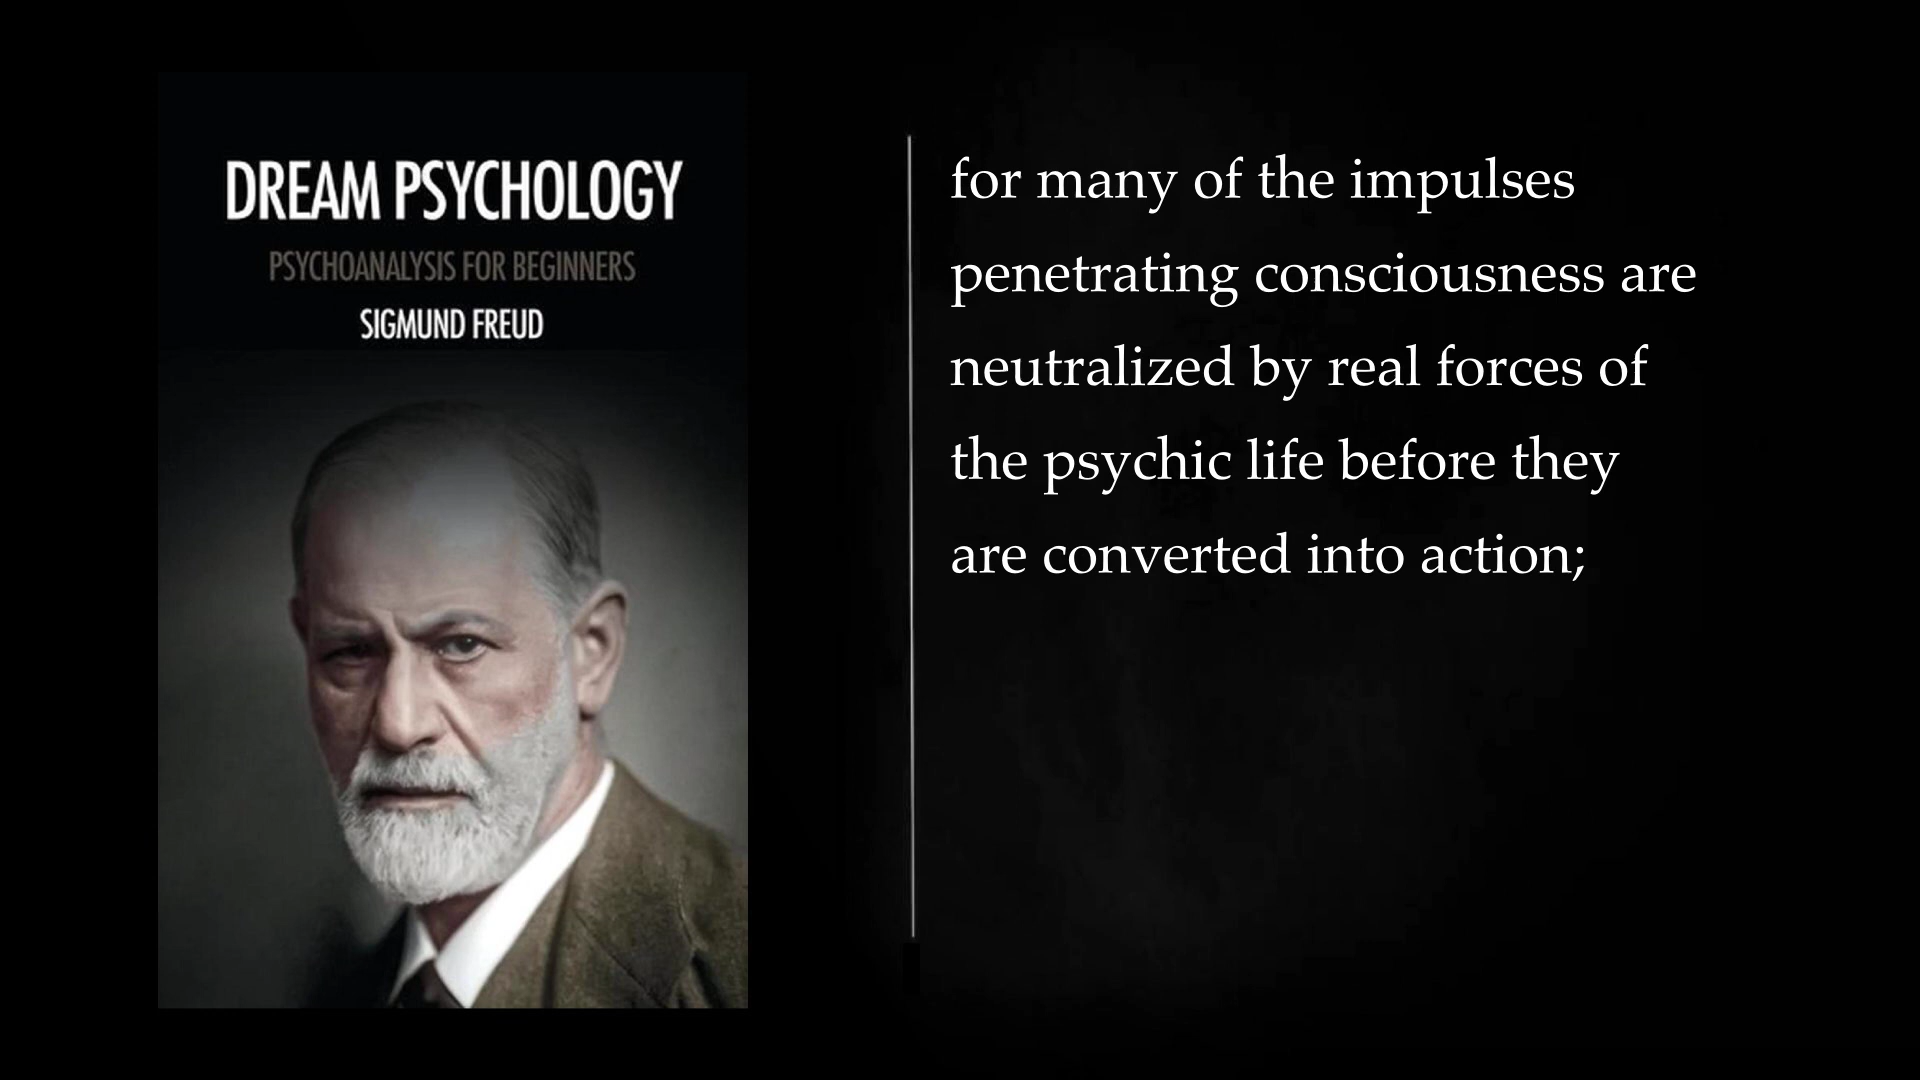 DREAM PSYCHOLOGY
PSYCHOANALYSIS FOR BEGINNERS
SIGMUND FREUD
for many of the impulses
penetrating consciousness are
neutralized by real forces of
the psychic life before they
are converted into action;